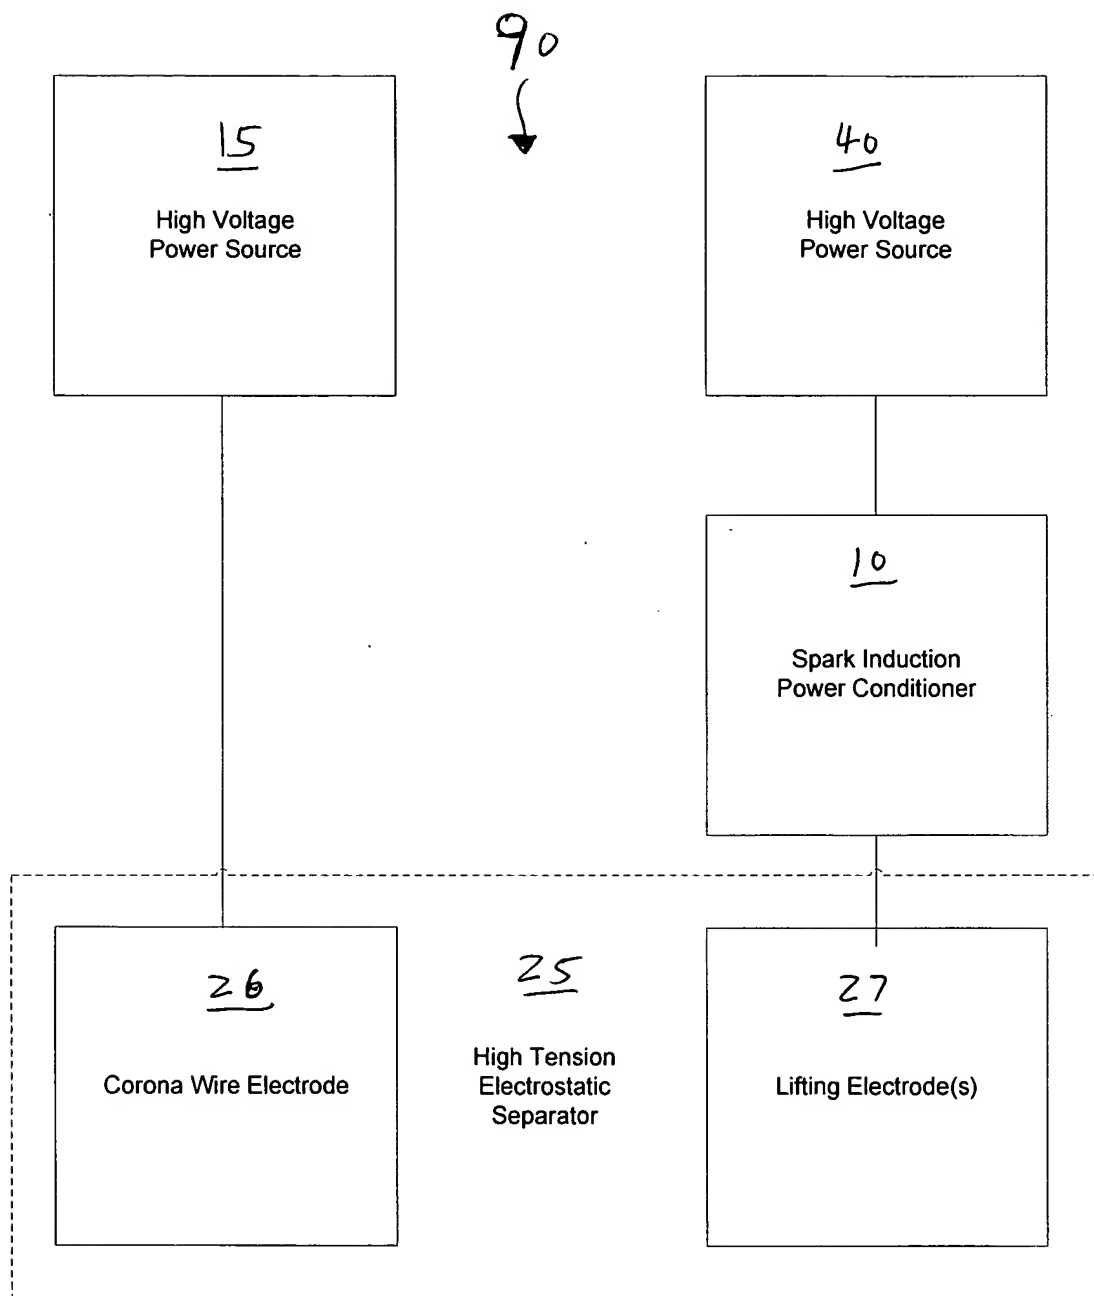 90
15
High Voltage
Power Source
40
High Voltage
Power Source
10
Spark Induction
Power Conditioner
26
Corona Wire Electrode
25
High Tension
Electrostatic
Separator
27
Lifting Electrode(s)